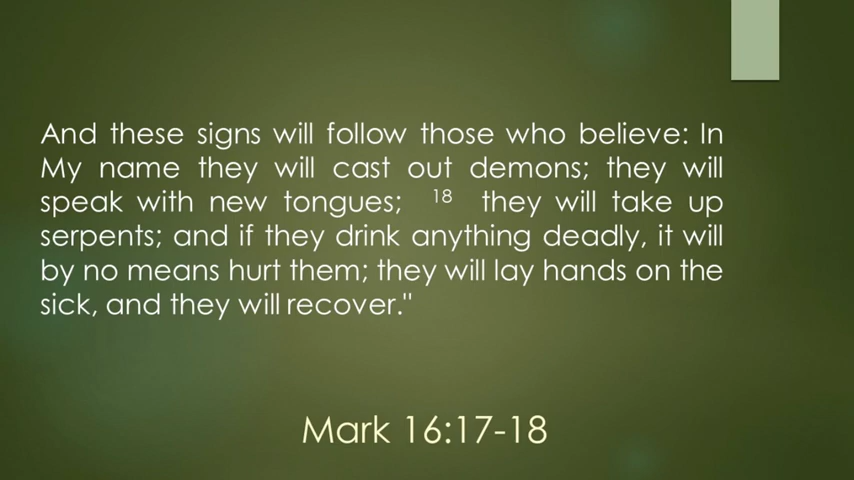 And these signs will follow those who believe: In
My name they will cast out demons; they will
speak with new tongues; 18 they will take up
serpents; and if they drink anything deadly, it will
by no means hurt them; they will lay hands on the
sick, and they will recover."
Mark 16:17-18